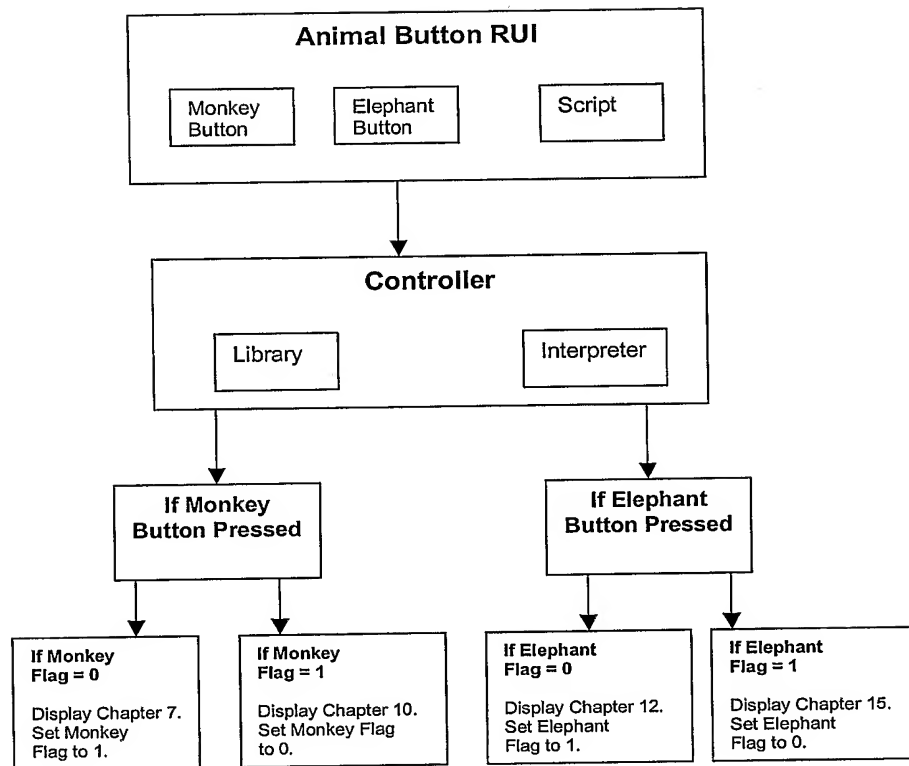 Animal Button RUI
Monkey
Button
Elephant
Button
Script
Controller
Library
Interpreter
If Monkey
Button Pressed
If Elephant
Button Pressed
If Monkey
Flag = 0
Display Chapter 7.
Set Monkey
Flag to 1.
If Monkey
Flag = 1
Display Chapter 10.
Set Monkey Flag
to 0.
If Elephant
Flag = 0
Display Chapter 12.
Set Elephant
Flag to 1.
If Elephant
Flag = 1
Display Chapter 15.
Set Elephant
Flag to 0.